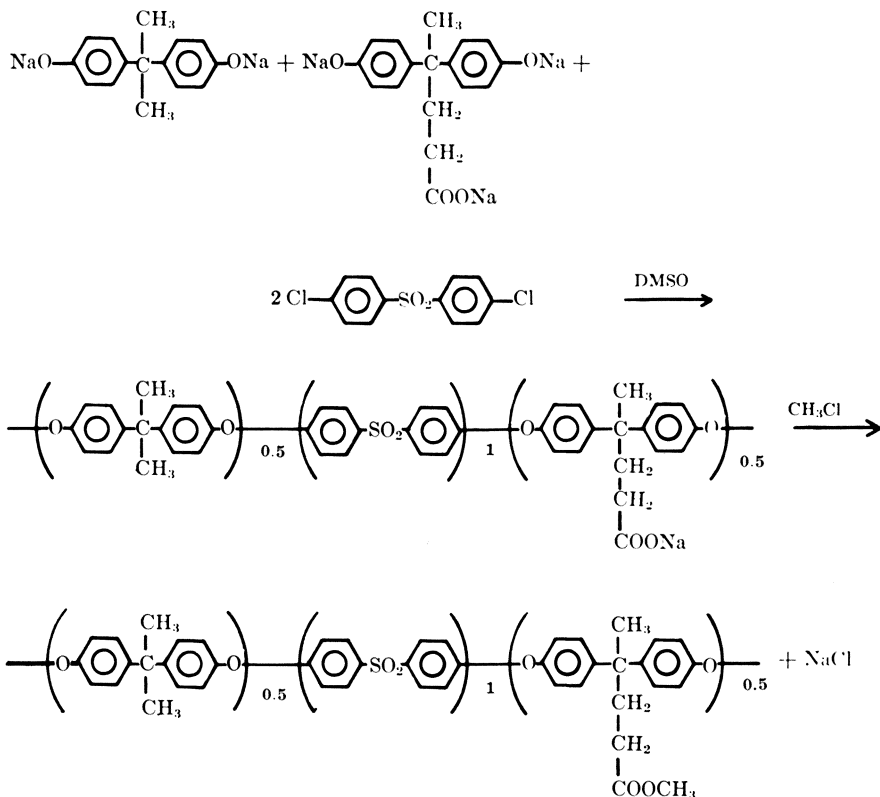 CH₃ CH₃
NaO C ONa + NaO C ONa +
CH₃ CH₂
CH₂
COONa
2 Cl SO₂ Cl DMSO
CH₃ CH₃ CH₃Cl
O C O 0.5 SO₂ 1 O C O 0.5
CH₃ CH₂
CH₂
COONa
CH₃ CH₃
O C O 0.5 SO₂ 1 O C O 0.5 + NaCl
CH₃ CH₂
CH₂
COOCH₃